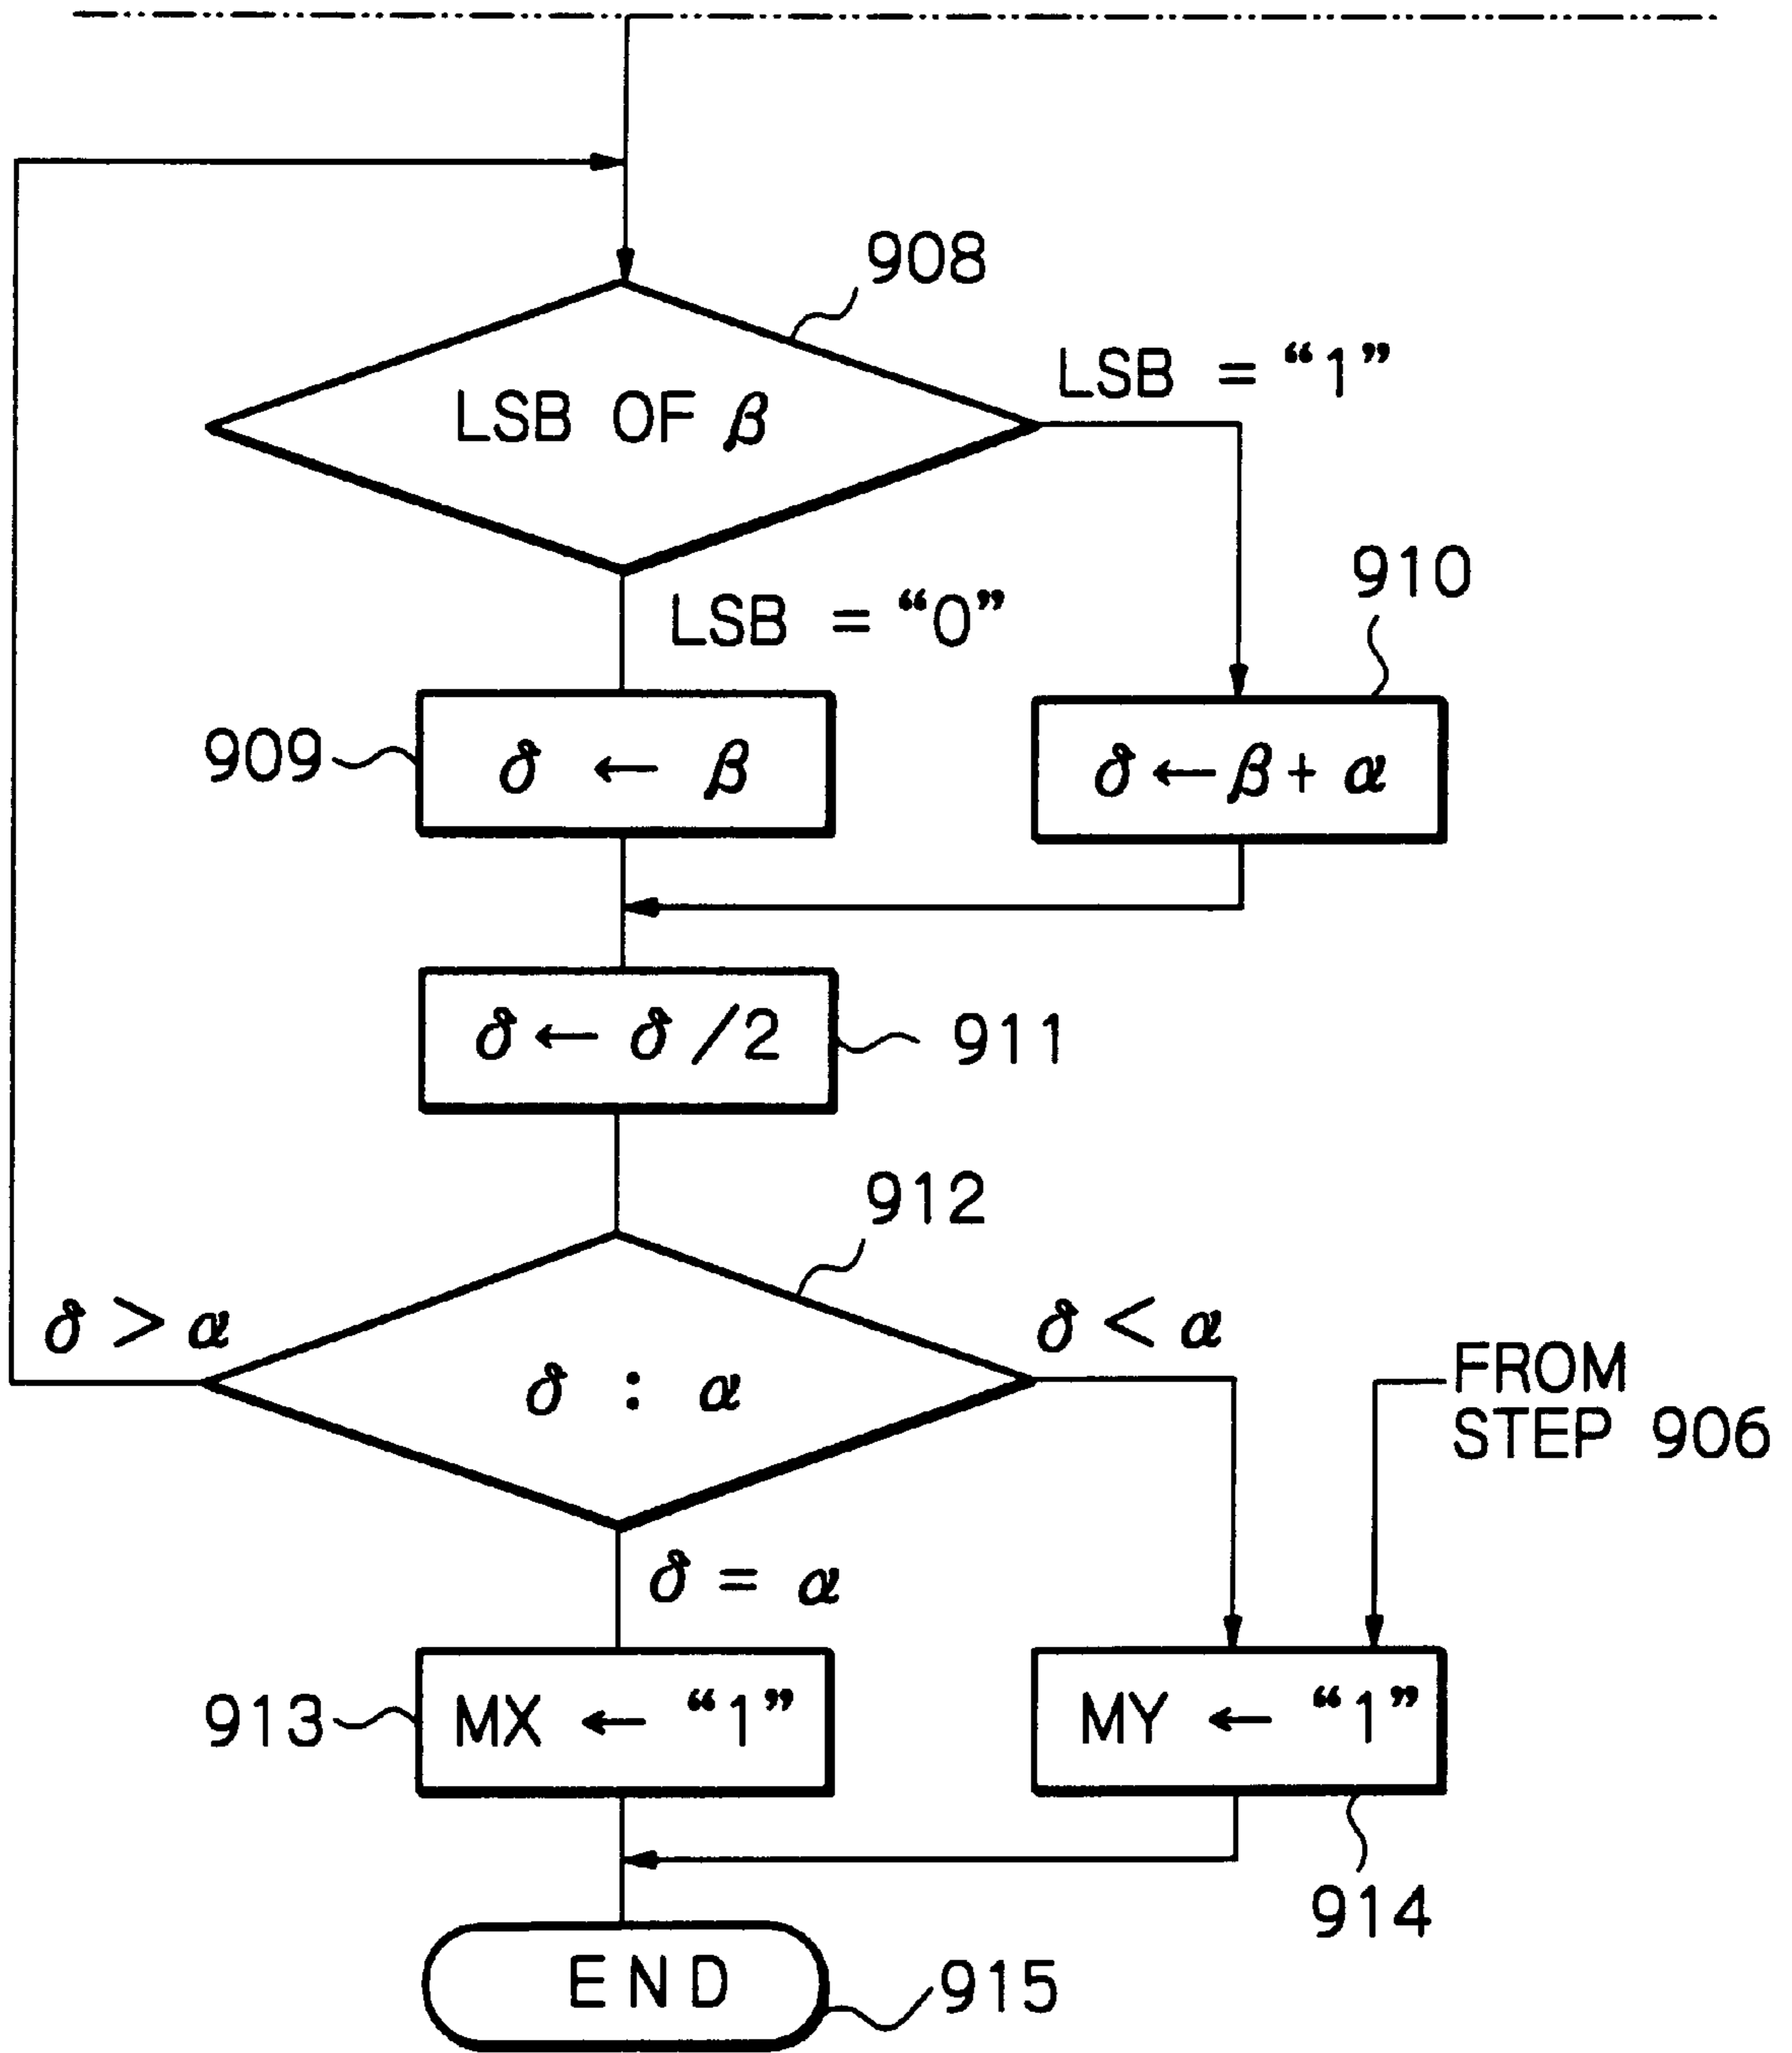 908
LSB = “1”
LSB OF β
910
LSB = “0”
909
δ ← β
δ ← β + α
δ ← δ /2
911
912
δ > α
δ < α
δ : α
FROM
STEP 906
δ = α
913
MX ← “1”
MY ← “1”
914
END
915